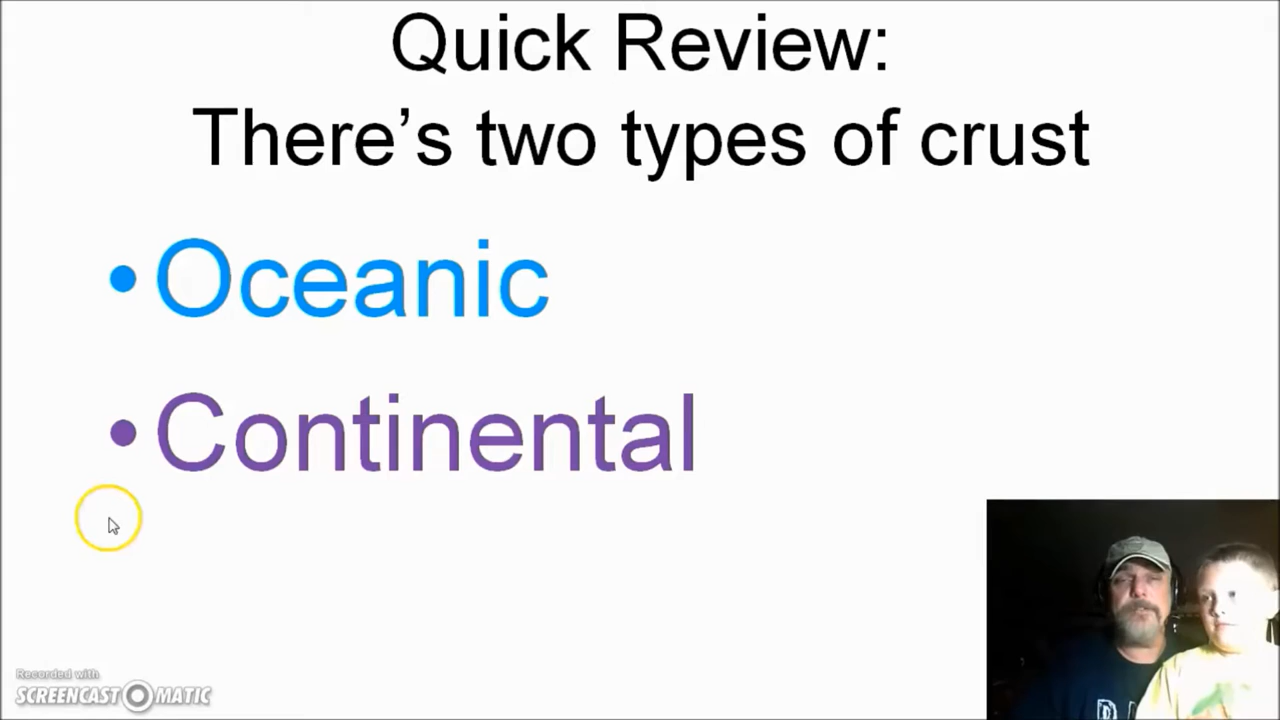 Quick Review:
There’s two types of crust
•Oceanic
•Continental
Recorded with
SCREENCAST MATIC